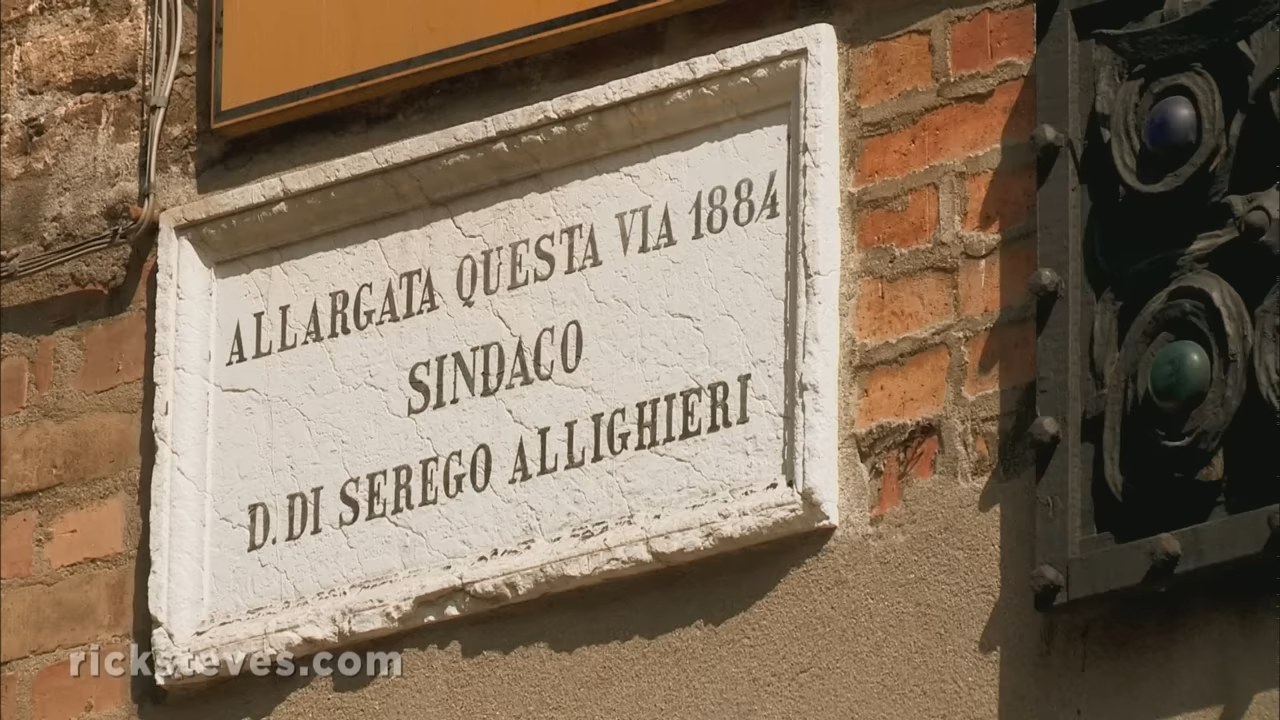 ALLARGATA QUESTA VIA 1884
SINDACO
D. DI SEREGO ALLIGHIERI
ricksteves.com